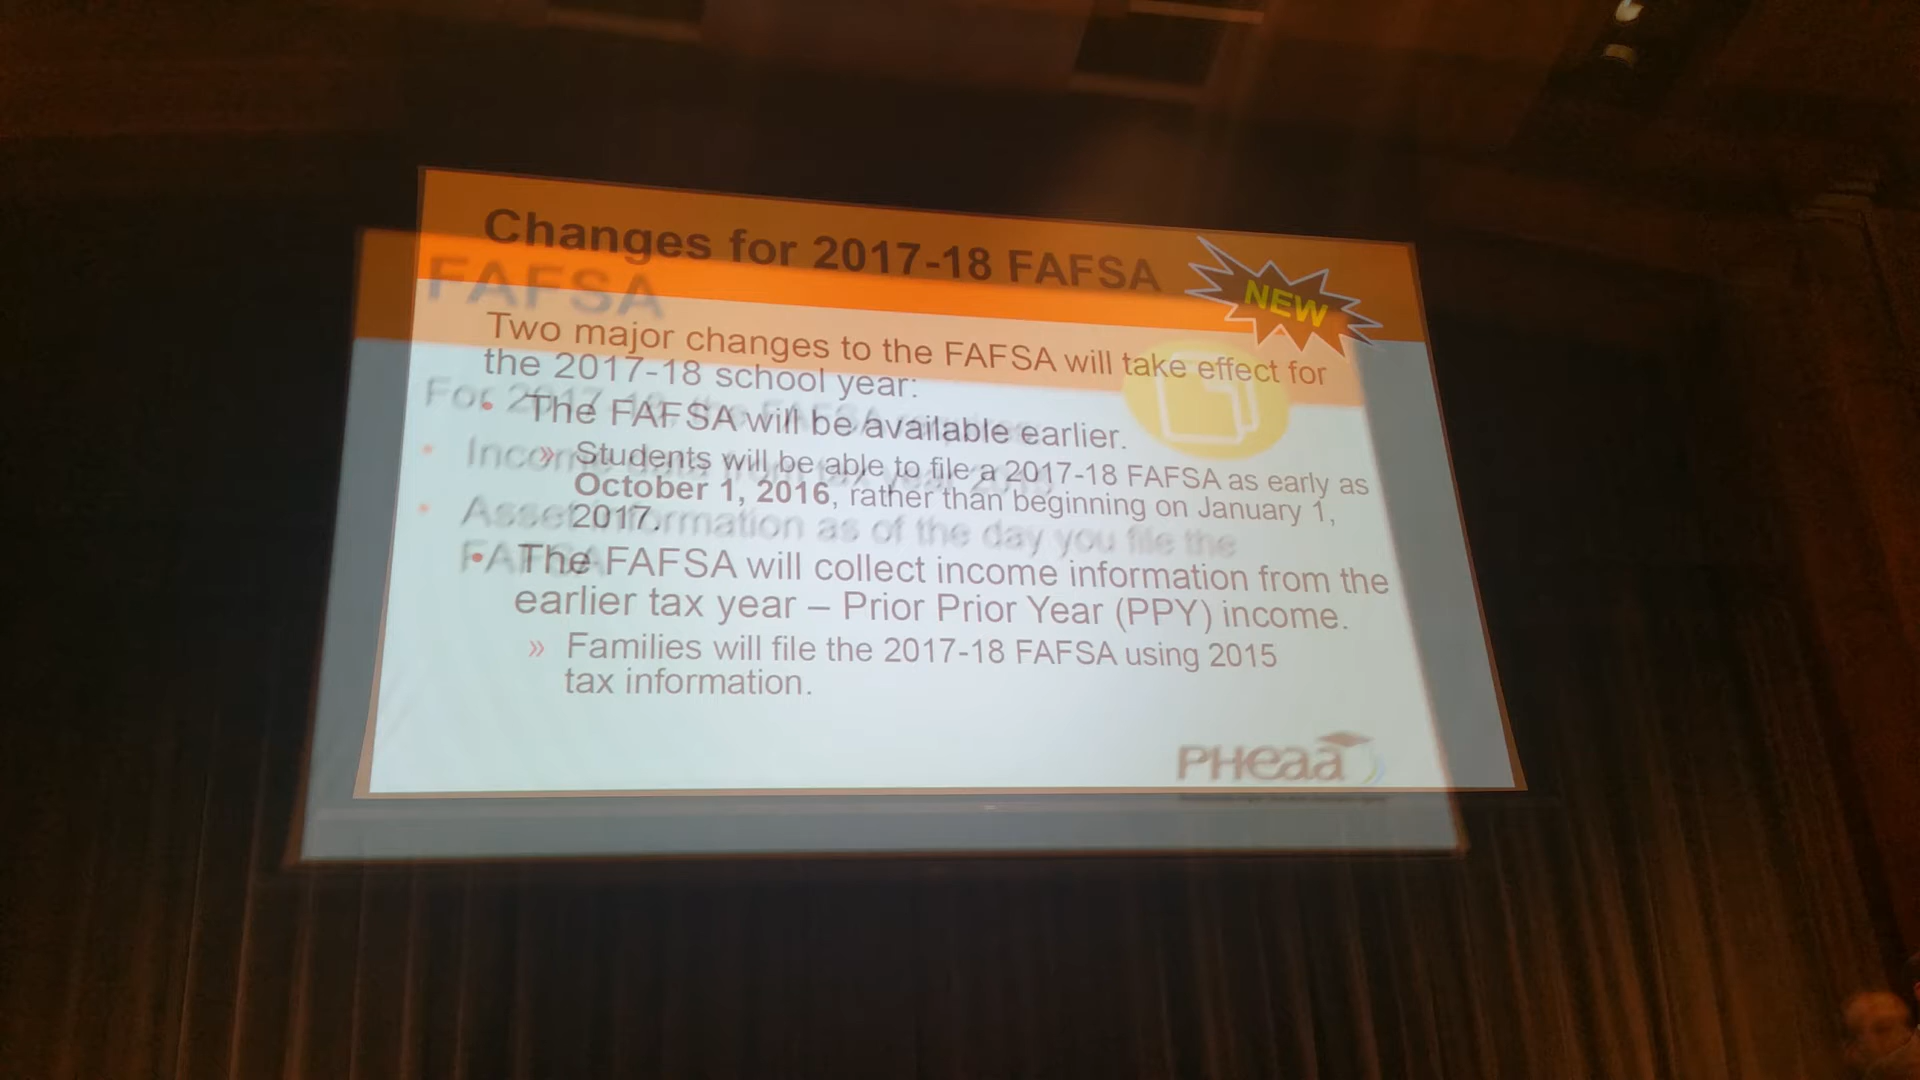 Changes for 2017-18 FAFSA
NEW
Two major changes to the FAFSA will take effect for
the 2017-18 school year:
• The FAFSA will be available earlier.
» Students will be able to file a 2017-18 FAFSA as early as
October 1, 2016, rather than beginning on January 1,
2017.
• The FAFSA will collect income information from the
earlier tax year – Prior Prior Year (PPY) income.
» Families will file the 2017-18 FAFSA using 2015
tax information.
PHEAA
FAFSA
For 2017-18, the FAFSA
• Income from tax year 2015
• Asset information as of the day you file the
FAFSA